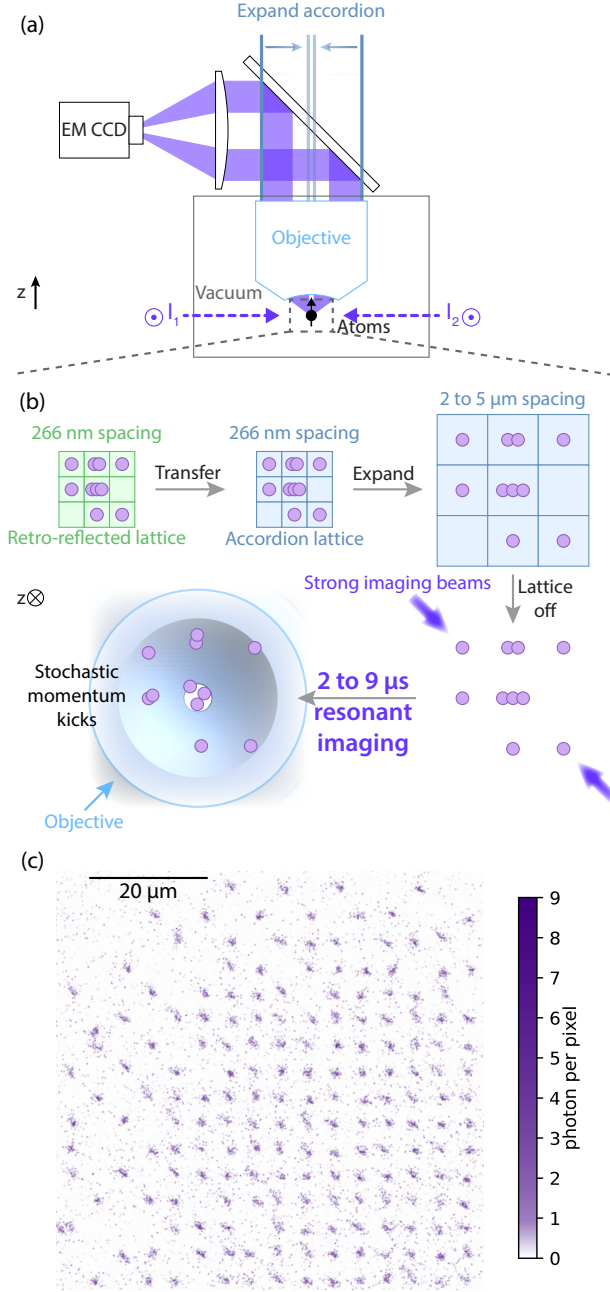 (a)
Expand accordion
EM CCD
Objective
z
Vacuum
I1
I2
Atoms
(b)
2 to 5 μm spacing
266 nm spacing
266 nm spacing
Transfer
Expand
Retro-reflected lattice
Accordion lattice
z
Strong imaging beams
Lattice
off
Stochastic
momentum
kicks
2 to 9 μs
resonant
imaging
Objective
(c)
20 μm
9
8
7
6
5
4
3
2
1
0
photon per pixel